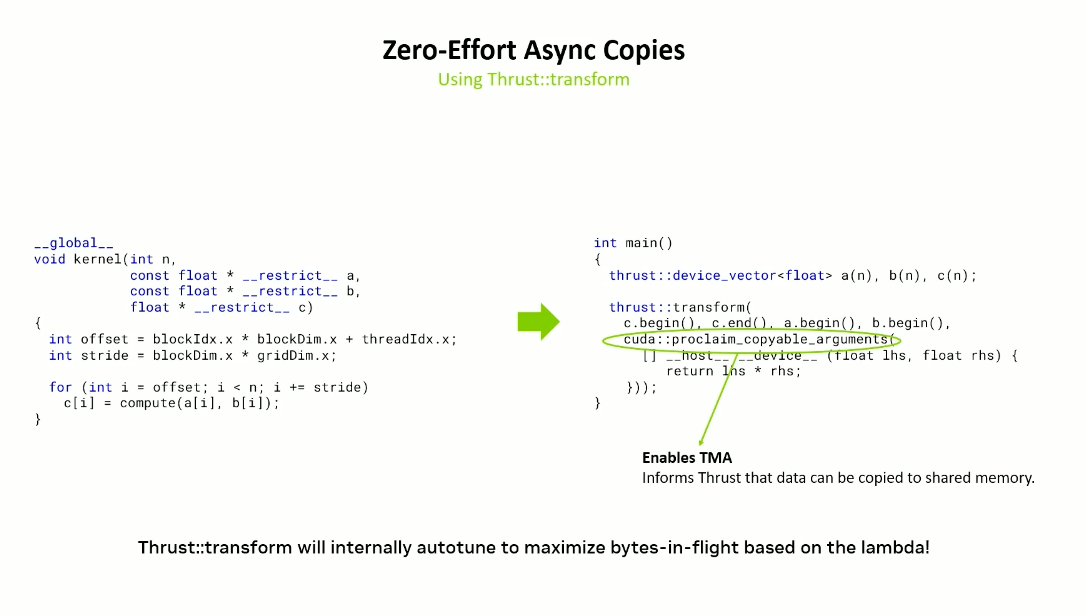 Zero-Effort Async Copies
Using Thrust::transform
__global__
void kernel(int n,
const float * __restrict__ a,
const float * __restrict__ b,
float * __restrict__ c)
{
int offset = blockIdx.x * blockDim.x + threadIdx.x;
int stride = blockDim.x * gridDim.x;
for (int i = offset; i < n; i += stride)
c[i] = compute(a[i], b[i]);
}
int main()
{
thrust::device_vector<float> a(n), b(n), c(n);
thrust::transform(
c.begin(), c.end(), a.begin(), b.begin(),
cuda::proclaim_copyable_arguments(
[] __host__ __device__ (float lhs, float rhs) {
return lhs * rhs;
}));
}
Enables TMA
Informs Thrust that data can be copied to shared memory.
Thrust::transform will internally autotune to maximize bytes-in-flight based on the lambda!